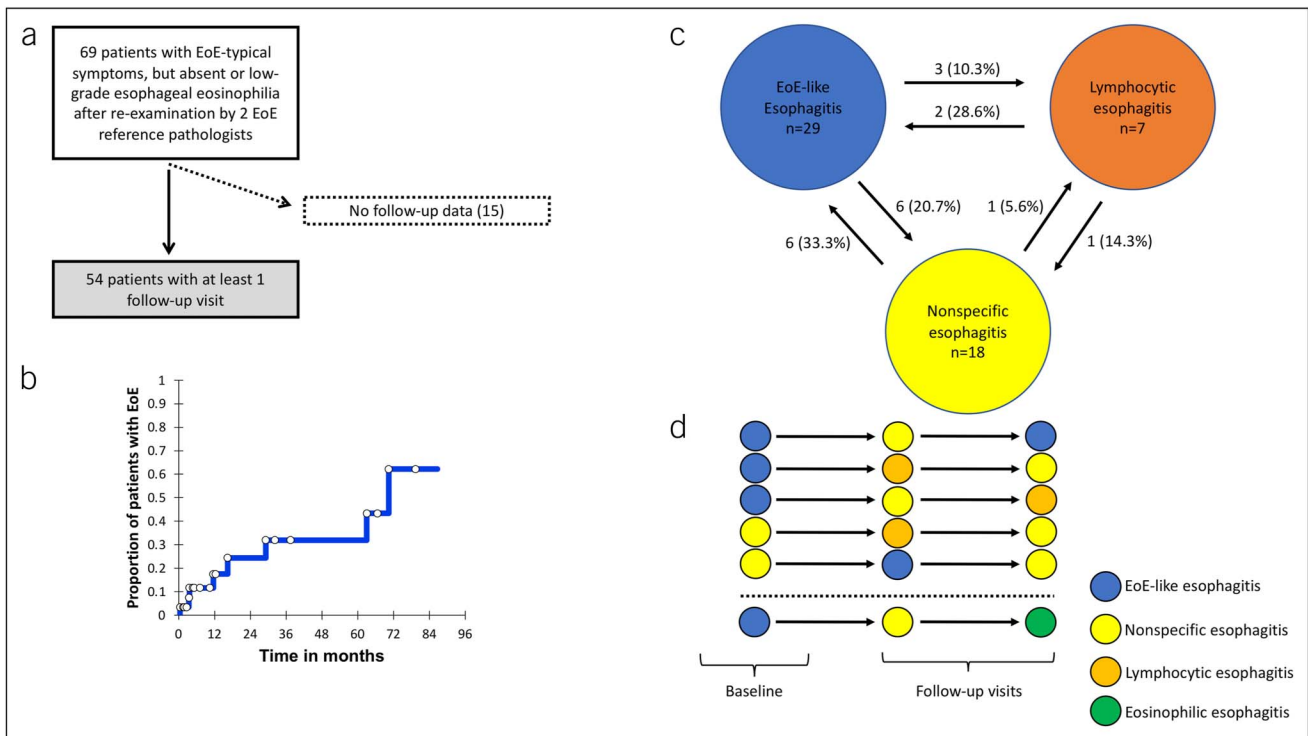 a
69 patients with EoE-typical
symptoms, but absent or low-
grade esophageal eosinophilia
after re-examination by 2 EoE
reference pathologists
No follow-up data (15)
54 patients with at least 1
follow-up visit
b
Proportion of patients with EoE
1
0.9
0.8
0.7
0.6
0.5
0.4
0.3
0.2
0.1
0
0 12 24 36 48 60 72 84 96
Time in months
c
EoE-like
Esophagitis
n=29
3 (10.3%)
2 (28.6%)
Lymphocytic
esophagitis
n=7
6 (20.7%)
6 (33.3%)
1 (5.6%)
1 (14.3%)
Nonspecific
esophagitis
n=18
d
Baseline
Follow-up visits
EoE-like esophagitis
Nonspecific esophagitis
Lymphocytic esophagitis
Eosinophilic esophagitis